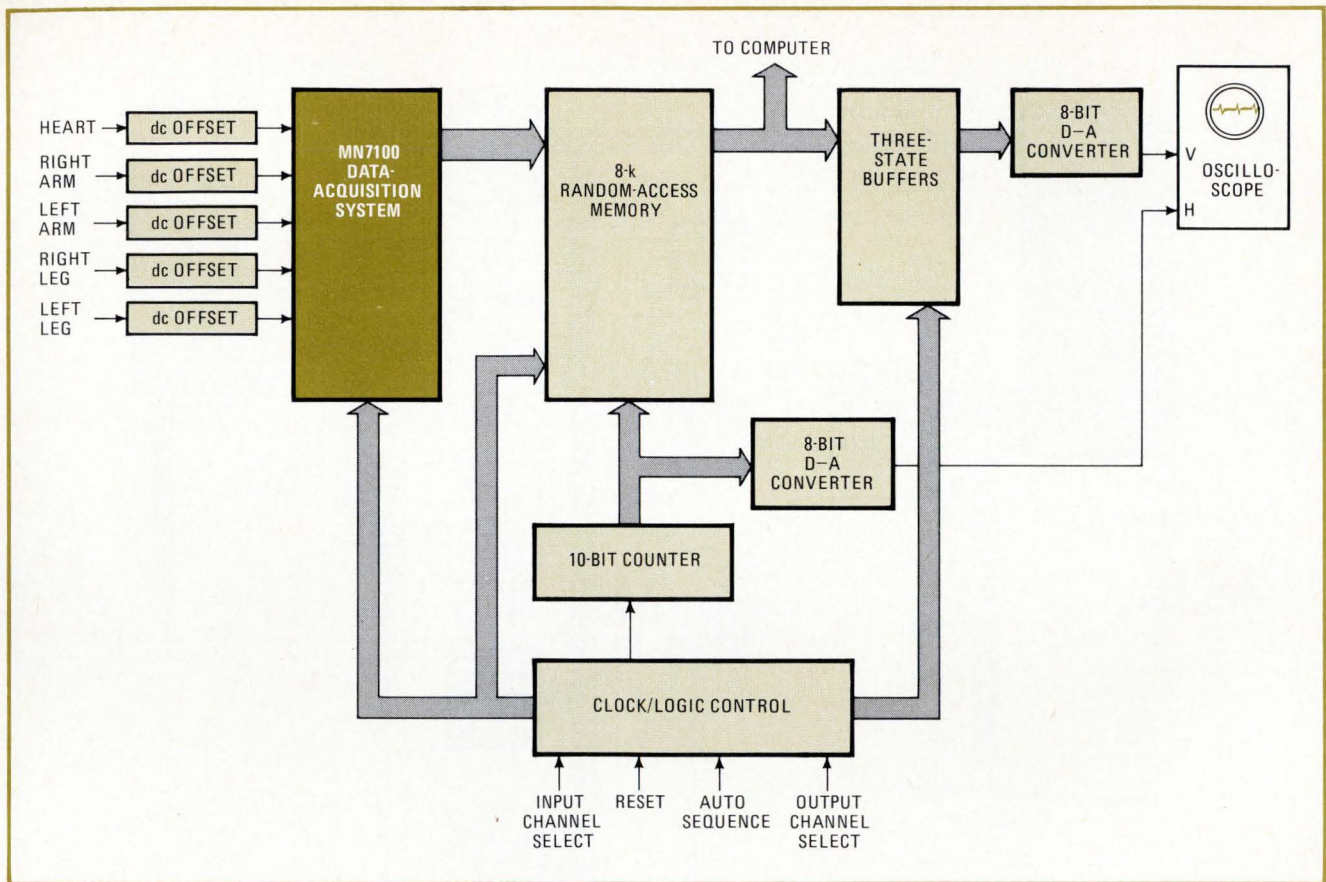 TO COMPUTER
HEART
dc OFFSET
RIGHT
ARM
dc OFFSET
LEFT
ARM
dc OFFSET
RIGHT
LEG
dc OFFSET
LEFT
LEG
dc OFFSET
MN7100
DATA-
ACQUISITION
SYSTEM
8-k
RANDOM-ACCESS
MEMORY
THREE-
STATE
BUFFERS
8-BIT
D–A
CONVERTER
V
H
OSCILLO-
SCOPE
8-BIT
D–A
CONVERTER
10-BIT COUNTER
CLOCK/LOGIC CONTROL
INPUT
CHANNEL
SELECT
RESET
AUTO
SEQUENCE
OUTPUT
CHANNEL
SELECT